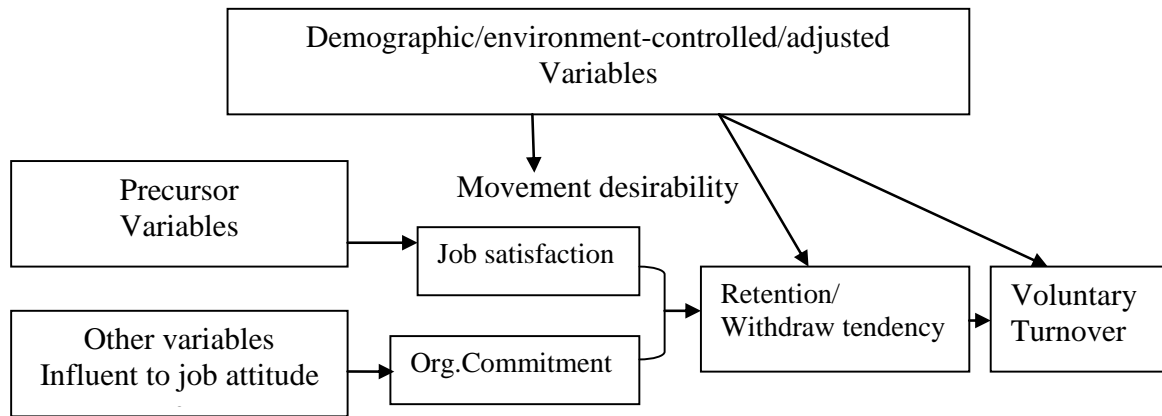 Demographic/environment-controlled/adjusted
Variables
Movement desirability
Precursor
Variables
Job satisfaction
Retention/
Withdraw tendency
Voluntary
Turnover
Other variables
Influent to job attitude
Org.Commitment